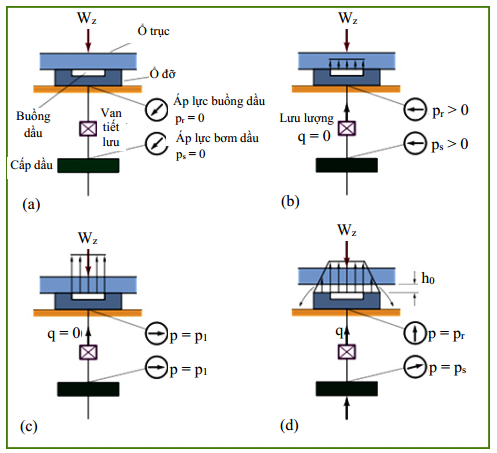 W_z
Ổ trục
Ổ đỡ
Buồng
dầu
Van
tiết
lưu
Áp lực buồng dầu
p_r = 0
Áp lực bơm dầu
p_s = 0
Cấp dầu
(a)
W_z
Lưu lượng
q = 0
p_r > 0
p_s > 0
(b)
W_z
q = 0
p = p_1
p = p_1
(c)
W_z
h_0
q
p = p_r
p = p_s
(d)